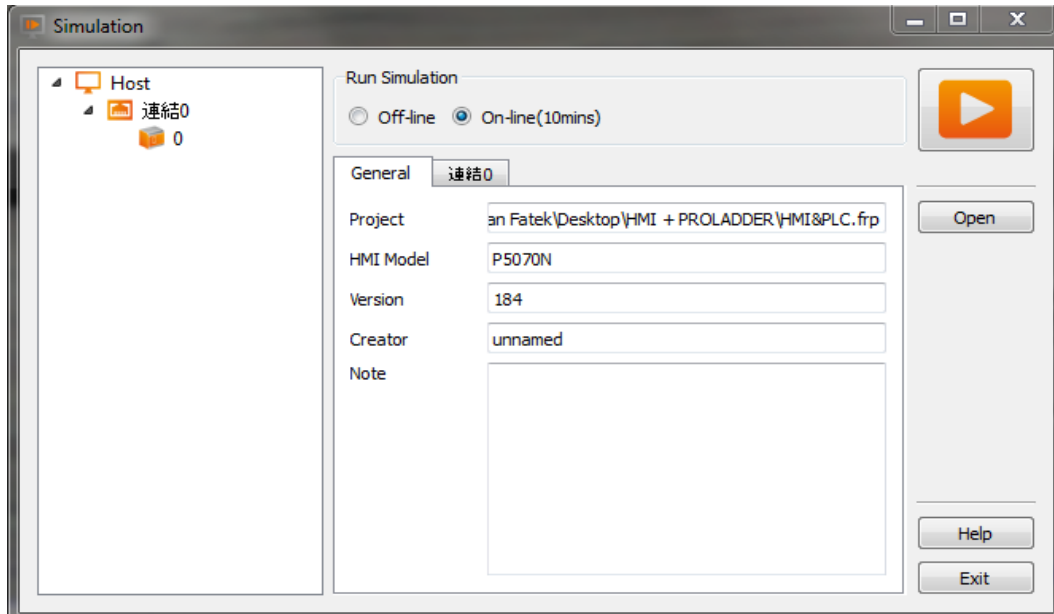 Simulation
Host
連結0
0
Run Simulation
Off-line
On-line(10mins)
General
連結0
Project
an Fatek\Desktop\HMI + PROLADDER\HMI&PLC.frp
HMI Model
P5070N
Version
184
Creator
unnamed
Note
Open
Help
Exit